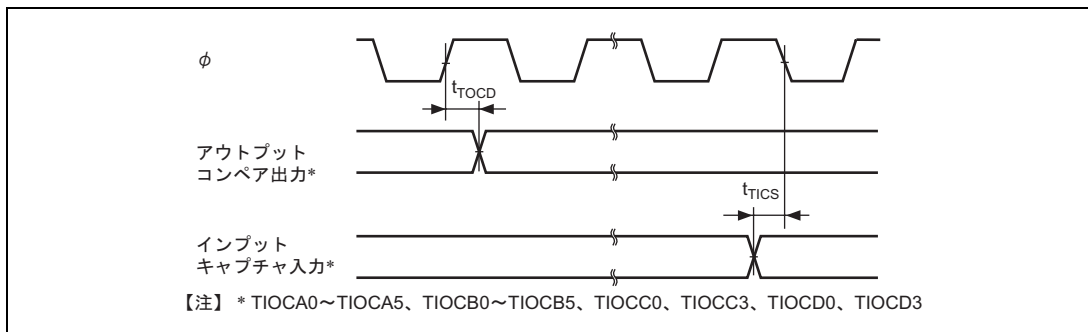 φ
tTOCD
アウトプット
コンペア出力*
tTICS
インプット
キャプチャ入力*
【注】 * TIOCA0～TIOCA5、TIOCB0～TIOCB5、TIOCC0、TIOCC3、TIOCD0、TIOCD3